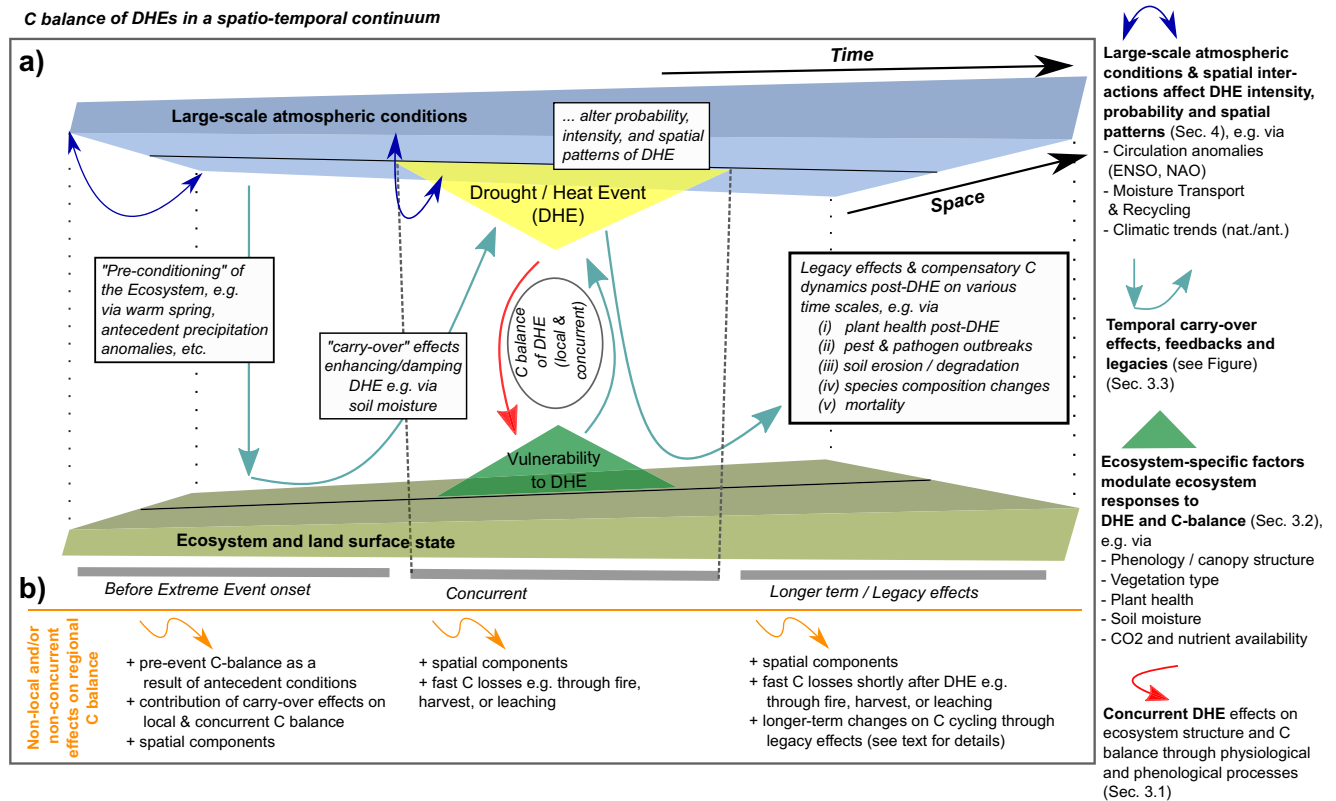 C balance of DHEs in a spatio-temporal continuum
a)
Time
Large-scale atmospheric conditions
... alter probability,
intensity, and spatial
patterns of DHE
Drought / Heat Event
(DHE)
Space
"Pre-conditioning" of
the Ecosystem, e.g.
via warm spring,
antecedent precipitation
anomalies, etc.
"carry-over" effects
enhancing/damping
DHE e.g. via
soil moisture
C balance
of DHE
(local &
concurrent)
Legacy effects & compensatory C
dynamics post-DHE on various
time scales, e.g. via
(i) plant health post-DHE
(ii) pest & pathogen outbreaks
(iii) soil erosion / degradation
(iv) species composition changes
(v) mortality
Vulnerability
to DHE
Ecosystem and land surface state
b)
Before Extreme Event onset
Concurrent
Longer term / Legacy effects
Non-local and/or
non-concurrent
effects on regional
C balance
+ pre-event C-balance as a
result of antecedent conditions
+ contribution of carry-over effects on
local & concurrent C balance
+ spatial components
+ spatial components
+ fast C losses e.g. through fire,
harvest, or leaching
+ spatial components
+ fast C losses shortly after DHE e.g.
through fire, harvest, or leaching
+ longer-term changes on C cycling through
legacy effects (see text for details)
Large-scale atmospheric
conditions & spatial inter-
actions affect DHE intensity,
probability and spatial
patterns (Sec. 4), e.g. via
- Circulation anomalies
(ENSO, NAO)
- Moisture Transport
& Recycling
- Climatic trends (nat./ant.)
Temporal carry-over
effects, feedbacks and
legacies (see Figure)
(Sec. 3.3)
Ecosystem-specific factors
modulate ecosystem
responses to
DHE and C-balance (Sec. 3.2),
e.g. via
- Phenology / canopy structure
- Vegetation type
- Plant health
- Soil moisture
- CO2 and nutrient availability
Concurrent DHE effects on
ecosystem structure and C
balance through physiological
and phenological processes
(Sec. 3.1)